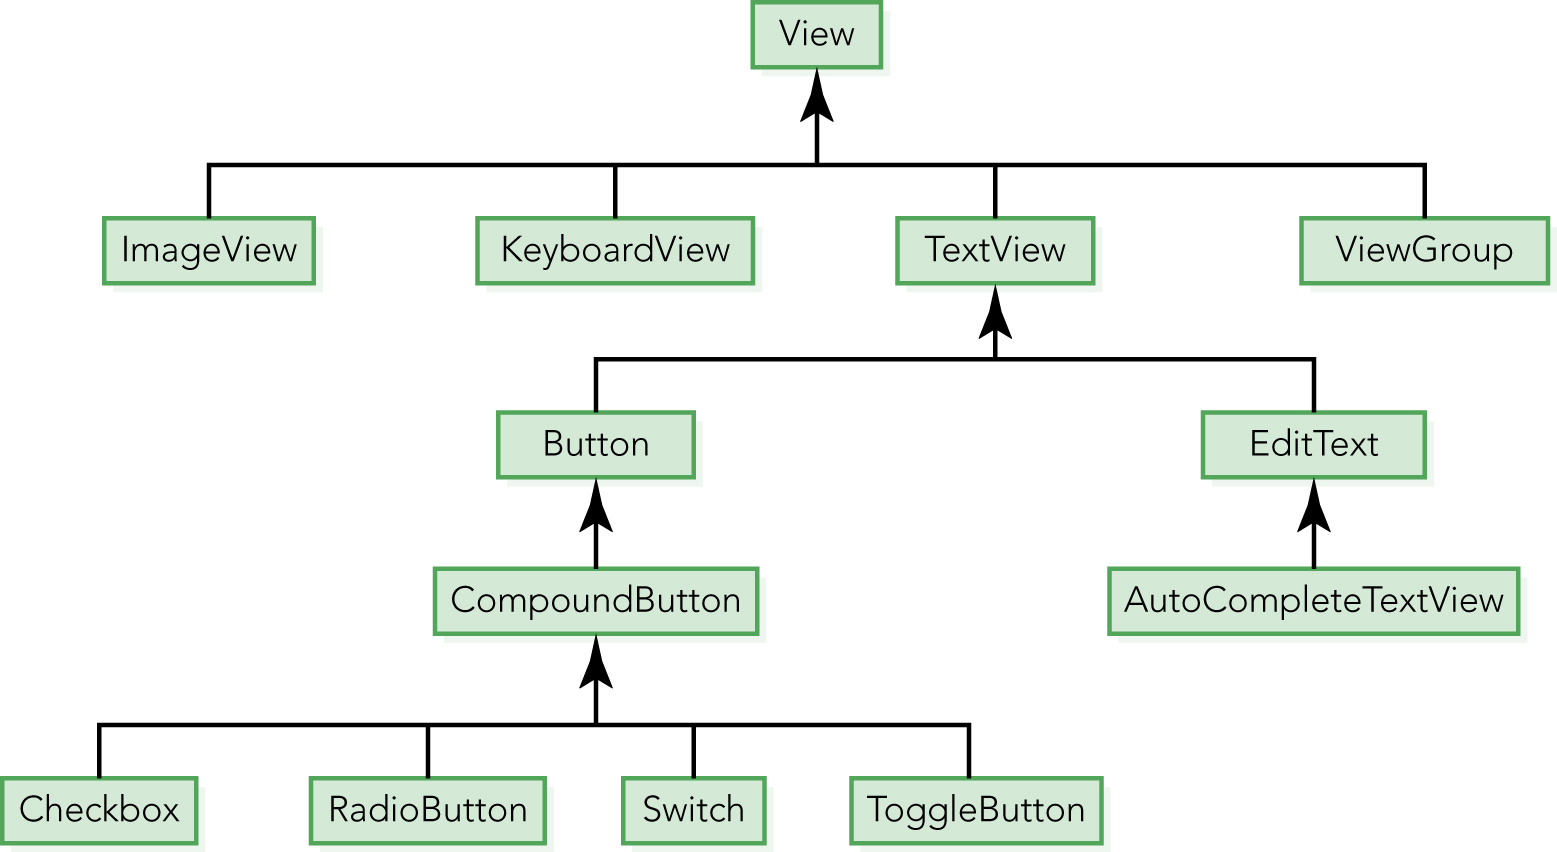 View
ImageView
KeyboardView
TextView
ViewGroup
Button
EditText
CompoundButton
AutoCompleteTextView
Checkbox
RadioButton
Switch
ToggleButton